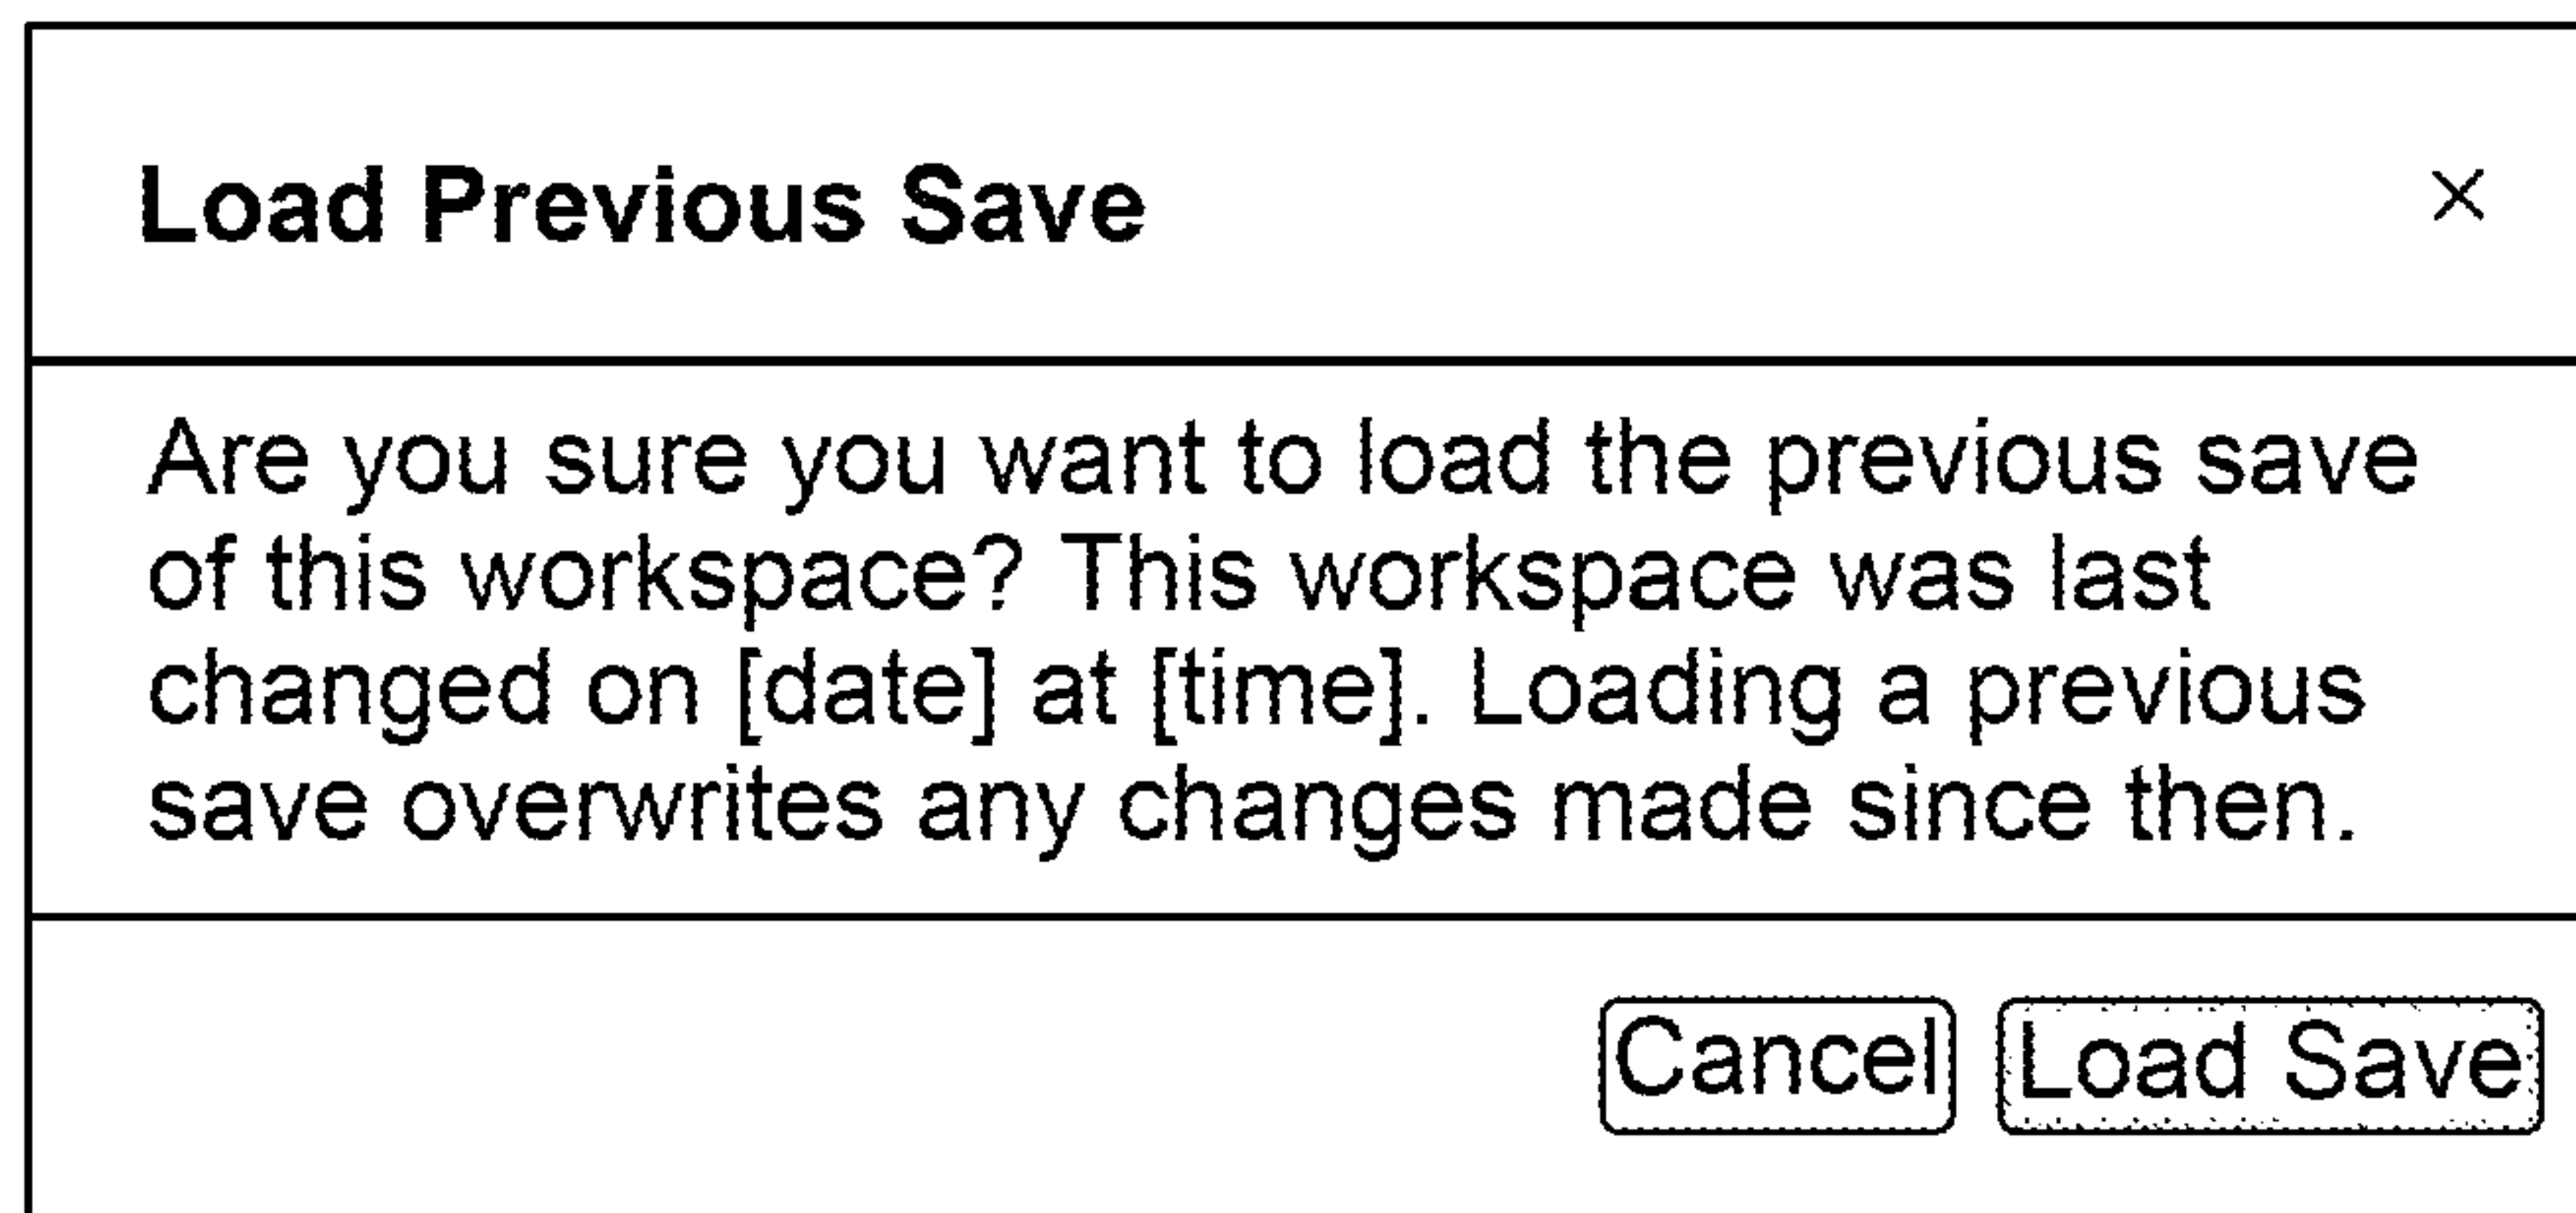 Load Previous Save
Are you sure you want to load the previous save
of this workspace? This workspace was last
changed on [date] at [time]. Loading a previous
save overwrites any changes made since then.
Cancel Load Save